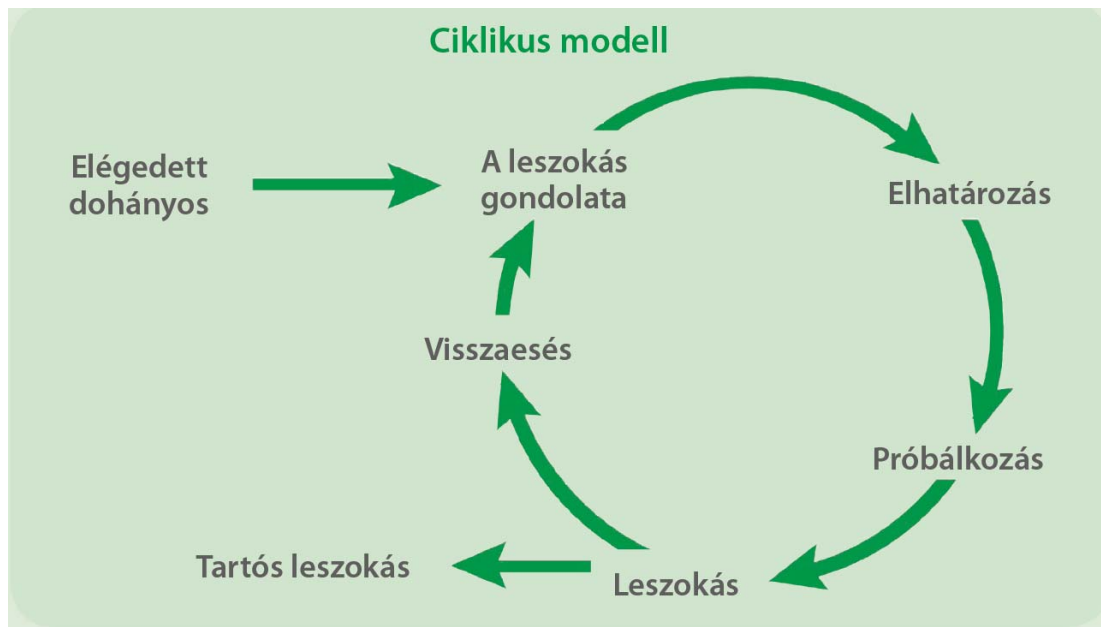 Ciklikus modell
Elégedett
dohányos
A leszokás
gondolata
Elhatározás
Visszaesés
Próbálkozás
Tartós leszokás
Leszokás